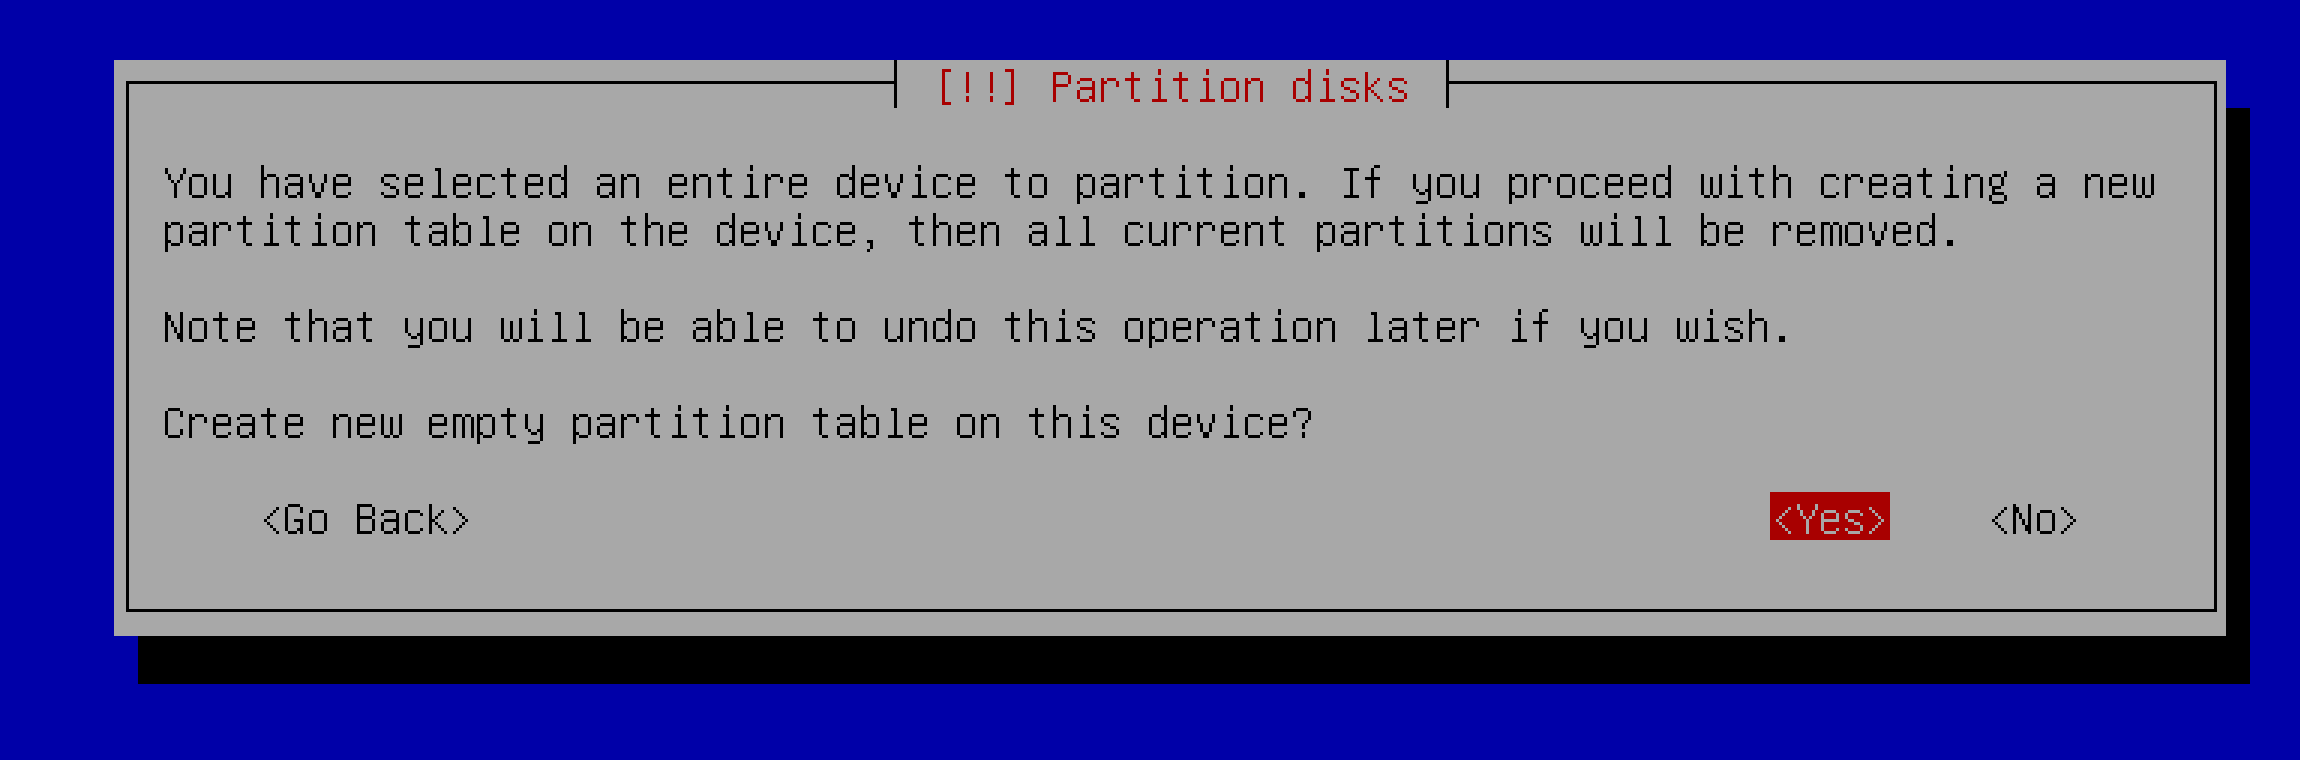 [!!] Partition disks
You have selected an entire device to partition. If you proceed with creating a new
partition table on the device, then all current partitions will be removed.
Note that you will be able to undo this operation later if you wish.
Create new empty partition table on this device?
<Go Back> <Yes> <No>